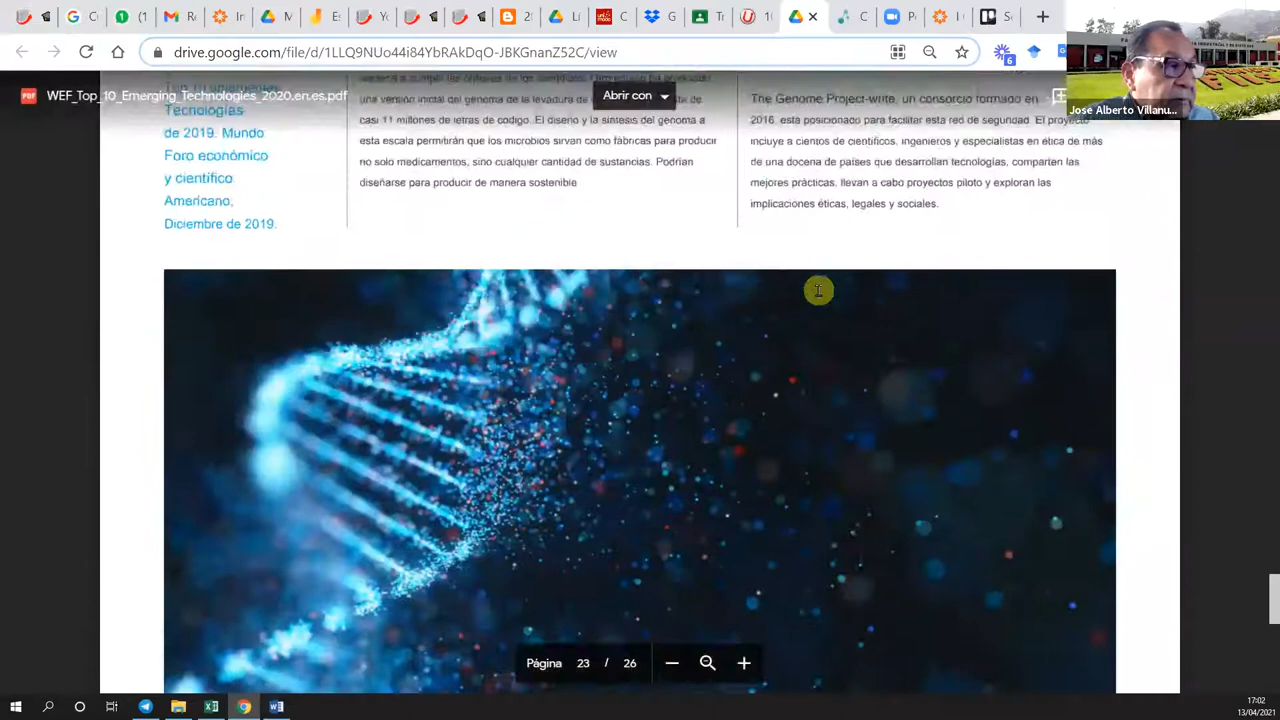 drive.google.com/file/d/1LLQ9NUo44i84YbRAkDqO-JBKGnanZ52C/view
6
José Alberto Villanu...
WEF_Top_10_Emerging_Technologies_2020.en.es.pdf
Abrir con
Tecnologías
de 2019. Mundo
Foro económico
y científico
Americano,
Diciembre de 2019.
una versión inicial del genoma de la levadura de
te de
casi 11 millones de letras de código. El diseño y la síntesis del genoma a
esta escala permitirán que los microbios sirvan como fábricas para producir
no solo medicamentos, sino cualquier cantidad de sustancias. Podrían
diseñarse para producir de manera sostenible
The Genome Project-write, un consorcio formado en
2016, está posicionado para facilitar esta red de seguridad. El proyecto
incluye a cientos de científicos, ingenieros y especialistas en ética de más
de una docena de países que desarrollan tecnologías, comparten las
mejores prácticas, llevan a cabo proyectos piloto y exploran las
implicaciones éticas, legales y sociales.
Página 23 / 26
17:02
13/04/2021